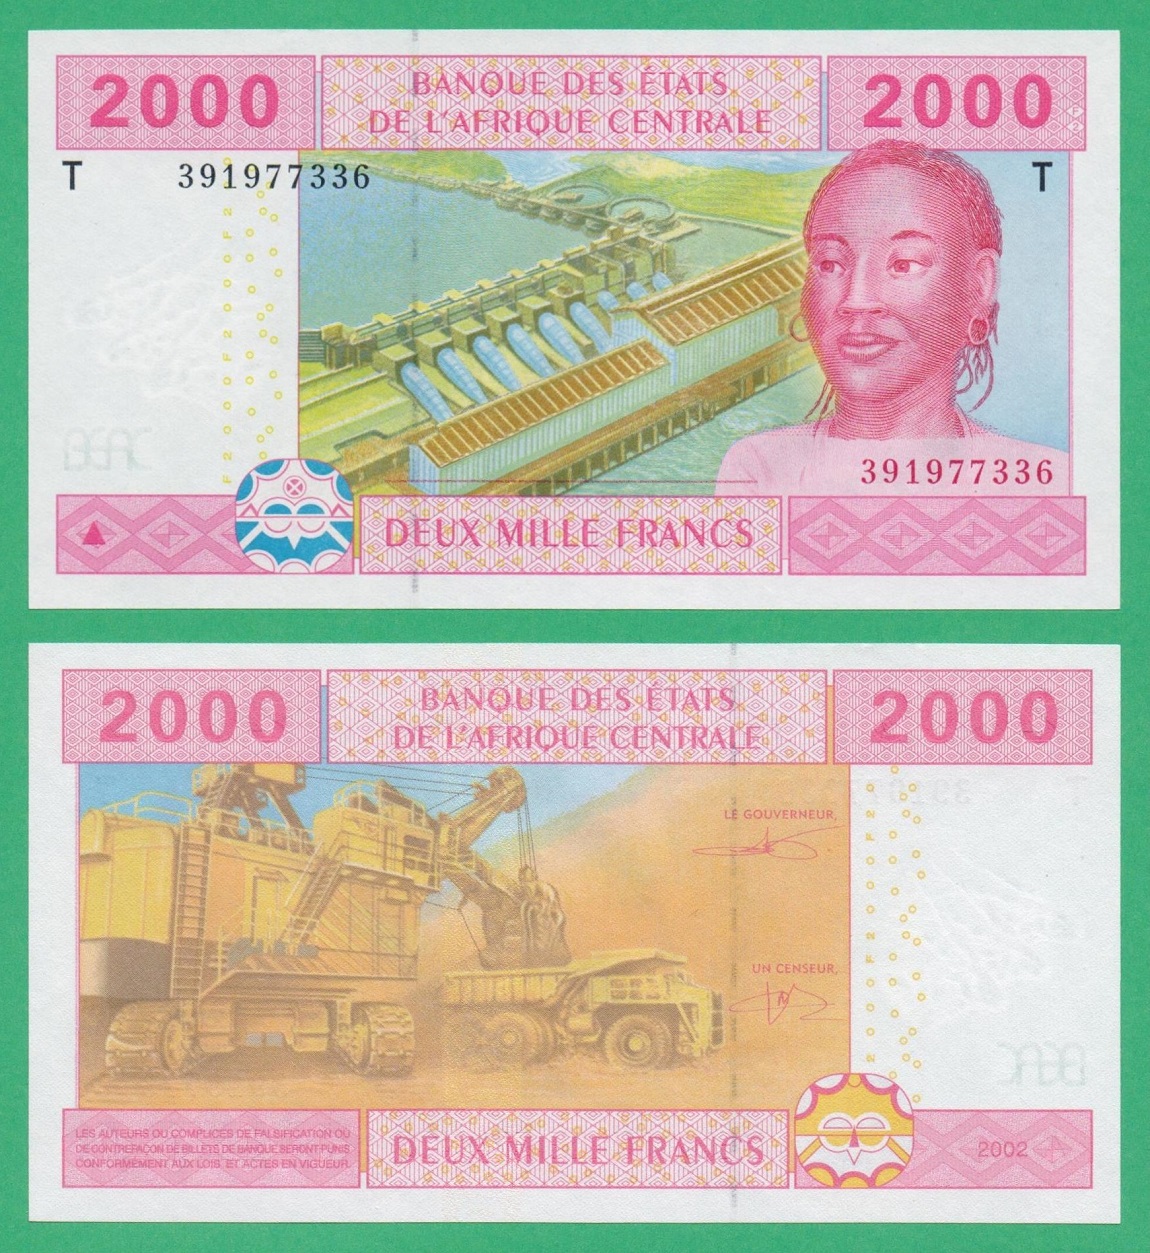 2000
BANQUE DES ÉTATS
DE L'AFRIQUE CENTRALE
2000
T 391977336
T
391977336
DEUX MILLE FRANCS
2000
BANQUE DES ÉTATS
DE L'AFRIQUE CENTRALE
2000
LE GOUVERNEUR,
UN CENSEUR,
LES AUTEURS OU COMPLICES DE FALSIFICATION OU
DE CONTREFAÇON DE BILLETS DE BANQUE SERONT PUNIS
CONFORMÉMENT AUX LOIS ET ACTES EN VIGUEUR.
DEUX MILLE FRANCS
2002